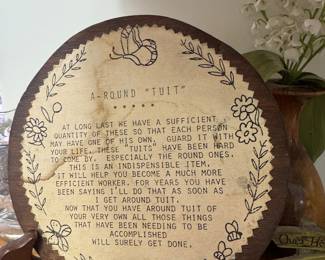 A-ROUND "TUIT"
* * * * *
AT LONG LAST WE HAVE A SUFFICIENT
QUANTITY OF THESE SO THAT EACH PERSON
MAY HAVE ONE OF HIS OWN. GUARD IT WITH
YOUR LIFE. THESE "TUITS" HAVE BEEN HARD
TO COME BY. ESPECIALLY THE ROUND ONES.
THIS IS AN INDISPENSIBLE ITEM.
IT WILL HELP YOU BECOME A MUCH MORE
EFFICIENT WORKER. FOR YEARS YOU HAVE
BEEN SAYING I'LL DO THAT AS SOON AS
I GET AROUND TUIT.
NOW THAT YOU HAVE AROUND TUIT OF
YOUR VERY OWN ALL THOSE THINGS
THAT HAVE BEEN NEEDING TO BE
ACCOMPLISHED
WILL SURELY GET DONE.